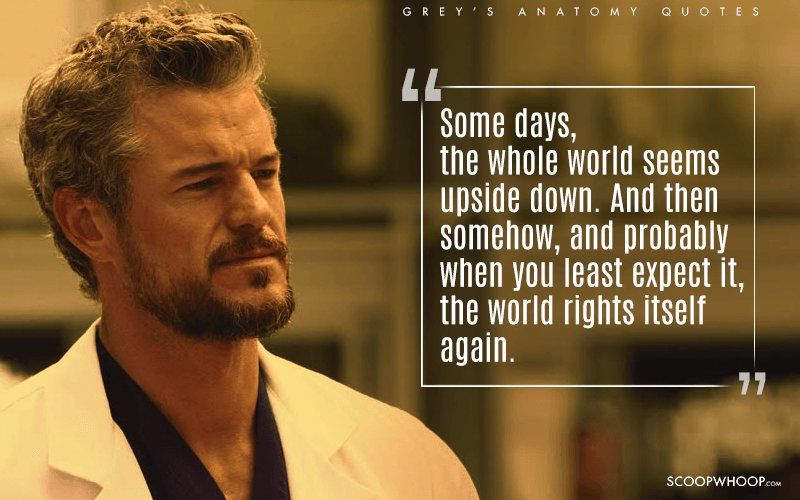 GREY'S ANATOMY QUOTES
“
Some days,
the whole world seems
upside down. And then
somehow, and probably
when you least expect it,
the world rights itself
again.
”
SCOOPWHOOP.COM